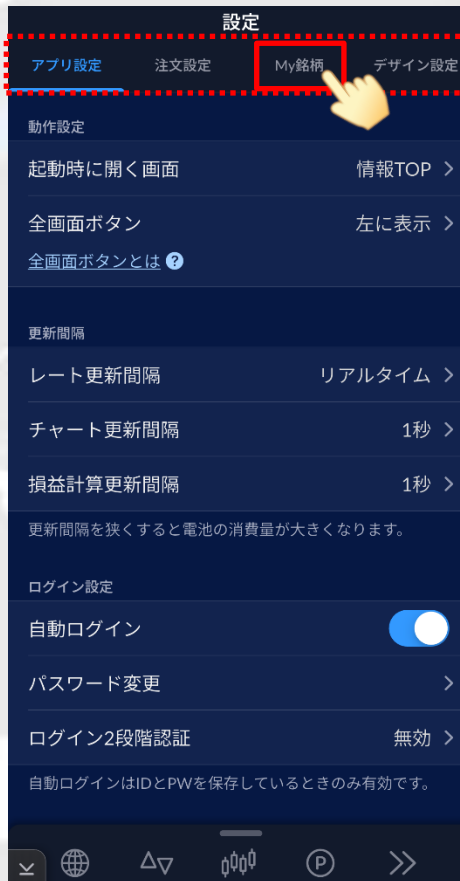 設定
アプリ設定 注文設定 My銘柄 デザイン設定
動作設定
起動時に開く画面 情報TOP
全画面ボタン 左に表示
全画面ボタンとは ?
更新間隔
レート更新間隔 リアルタイム
チャート更新間隔 1秒
損益計算更新間隔 1秒
更新間隔を狭くすると電池の消費量が大きくなります。
ログイン設定
自動ログイン
パスワード変更
ログイン2段階認証 無効
自動ログインはIDとPWを保存しているときのみ有効です。
P